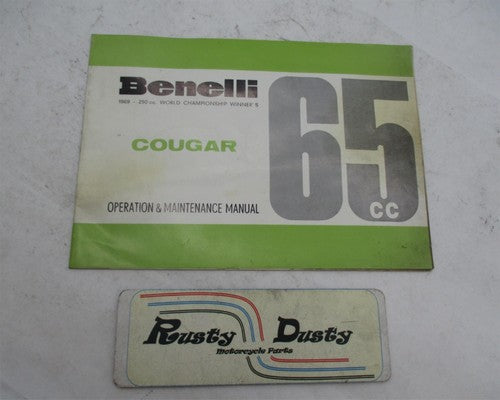 Benelli
1969 - 250 cc. WORLD CHAMPIONSHIP WINNER'S
COUGAR
65
cc
OPERATION & MAINTENANCE MANUAL
Rusty Dusty
Motorcycle Parts